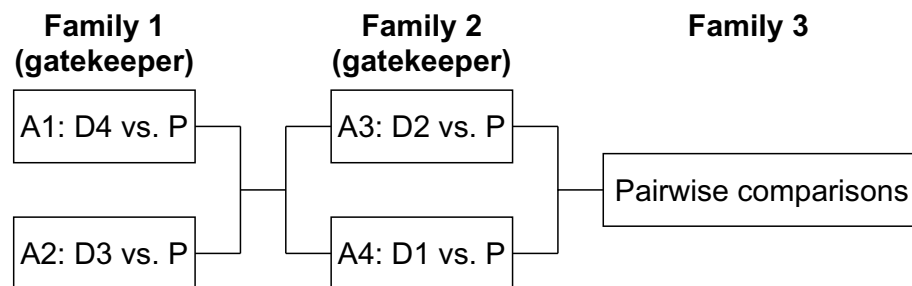 Family 1
(gatekeeper)
Family 2
(gatekeeper)
Family 3
A1: D4 vs. P
A3: D2 vs. P
Pairwise comparisons
A2: D3 vs. P
A4: D1 vs. P